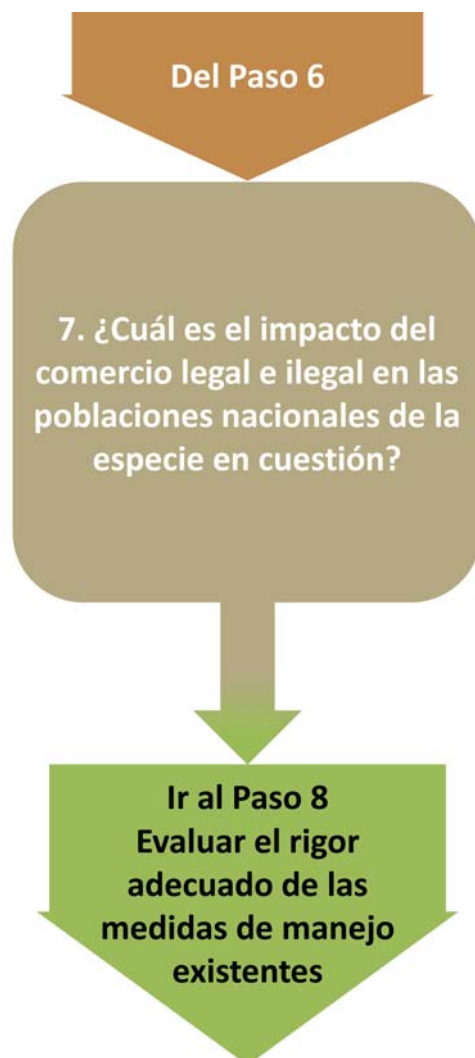 Del Paso 6
7. ¿Cuál es el impacto del
comercio legal e ilegal en las
poblaciones nacionales de la
especie en cuestión?
Ir al Paso 8
Evaluar el rigor
adecuado de las
medidas de manejo
existentes